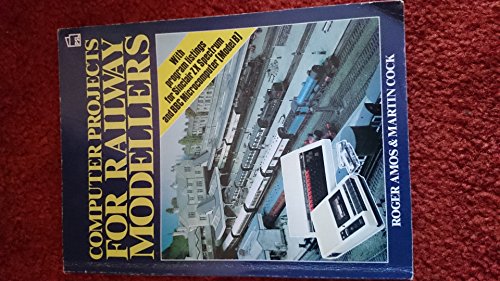 COMPUTER PROJECTS
FOR RAILWAY
MODELLERS
With
program listings
for Sinclair ZX Spectrum
and BBC Microcomputer (Model B)
ROGER AMOS & MARTIN COCK